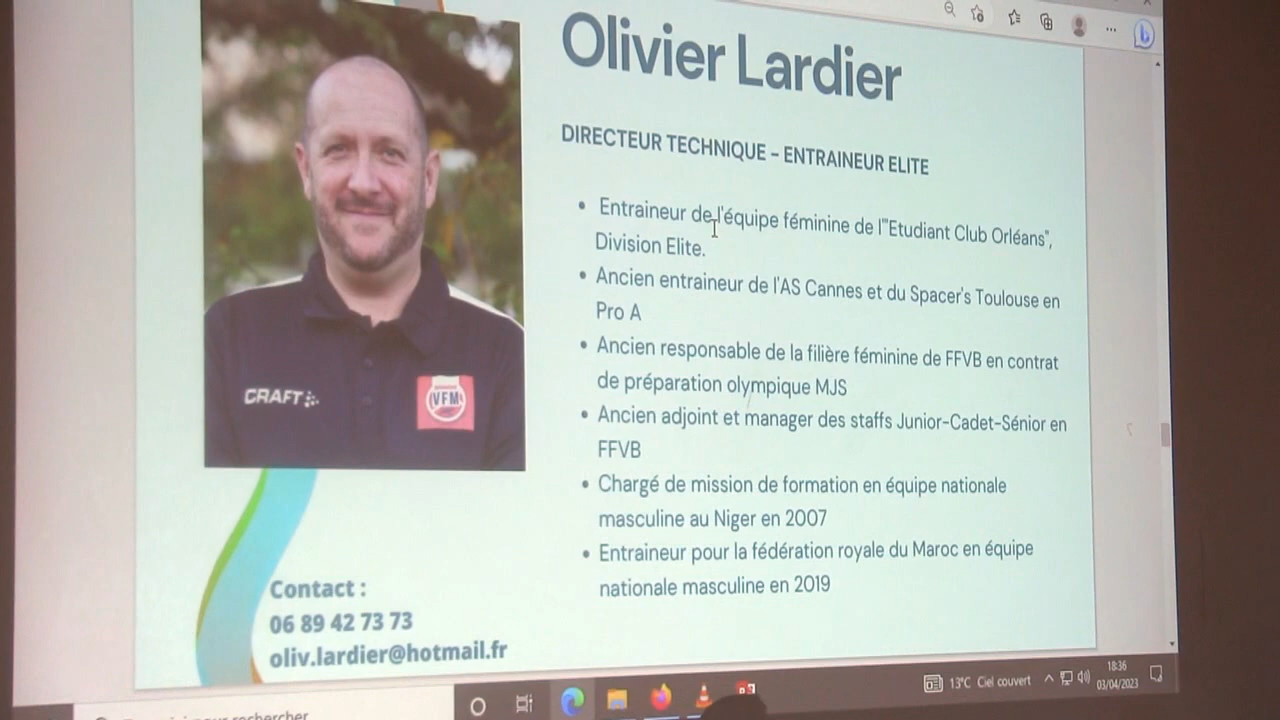 Olivier Lardier
DIRECTEUR TECHNIQUE - ENTRAINEUR ELITE
• Entraineur de l'équipe féminine de l'"Etudiant Club Orléans",
Division Elite.
• Ancien entraineur de l'AS Cannes et du Spacer's Toulouse en
Pro A
• Ancien responsable de la filière féminine de FFVB en contrat
de préparation olympique MJS
• Ancien adjoint et manager des staffs Junior-Cadet-Sénior en
FFVB
• Chargé de mission de formation en équipe nationale
masculine au Niger en 2007
• Entraineur pour la fédération royale du Maroc en équipe
nationale masculine en 2019
CRAFT
VFM
Contact :
06 89 42 73 73
oliv.lardier@hotmail.fr
pour rechercher
13°C Ciel couvert
18:36
03/04/2023